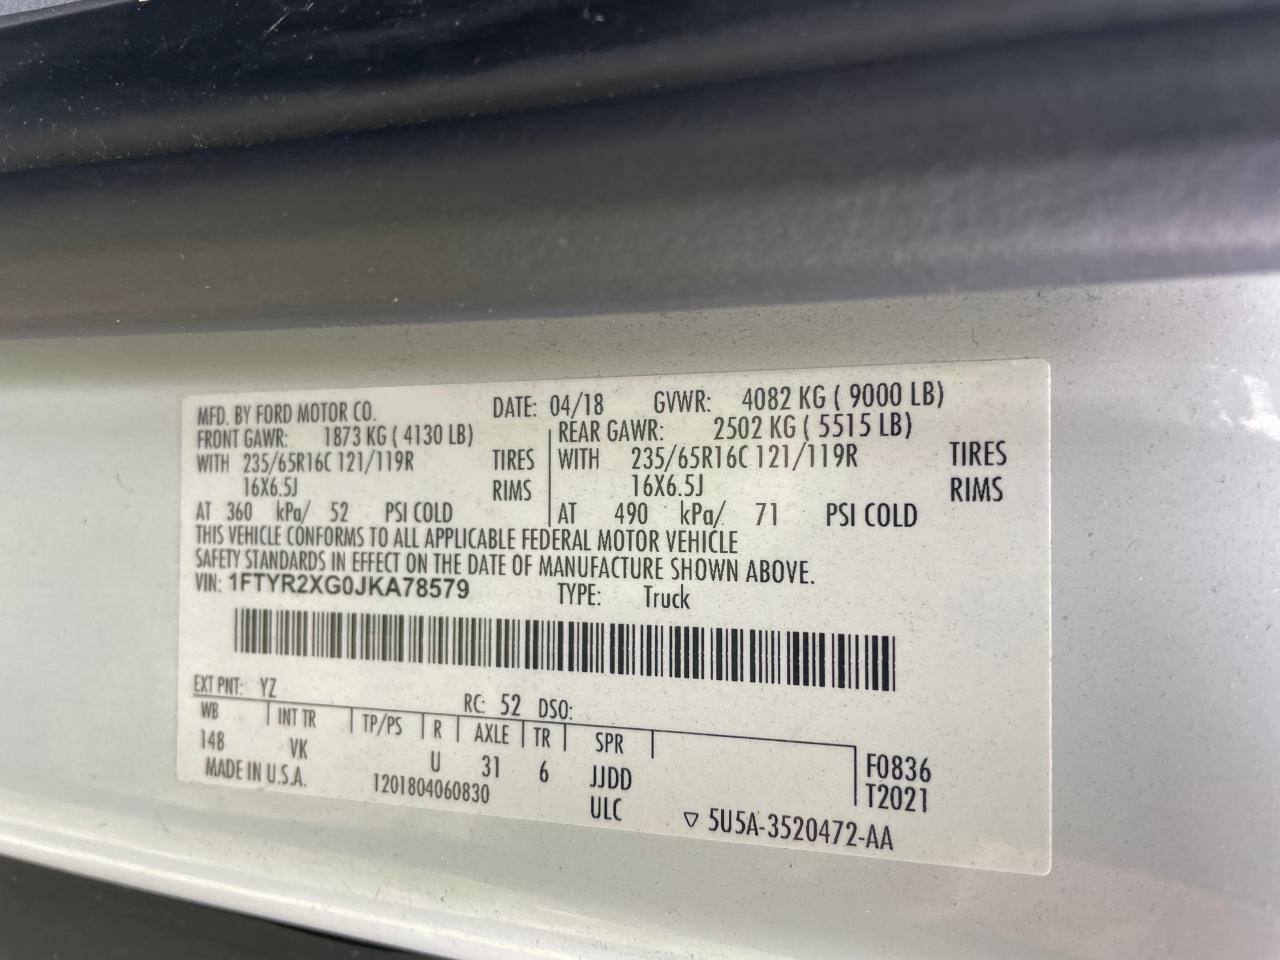 MFD. BY FORD MOTOR CO. DATE: 04/18 GVWR: 4082 KG ( 9000 LB)
FRONT GAWR: 1873 KG ( 4130 LB) REAR GAWR: 2502 KG ( 5515 LB)
WITH 235/65R16C 121/119R TIRES WITH 235/65R16C 121/119R TIRES
16X6.5J RIMS 16X6.5J RIMS
AT 360 kPa/ 52 PSI COLD AT 490 kPa/ 71 PSI COLD
THIS VEHICLE CONFORMS TO ALL APPLICABLE FEDERAL MOTOR VEHICLE
SAFETY STANDARDS IN EFFECT ON THE DATE OF MANUFACTURE SHOWN ABOVE.
VIN: 1FTYR2XG0JKA78579 TYPE: Truck
EXT PNT: YZ RC: 52 DSO:
WB INT TR TP/PS R AXLE TR SPR
148 VK U 31 6 JJDD F0836
MADE IN U.S.A. 1201804060830 ULC T2021
▽ 5U5A-3520472-AA